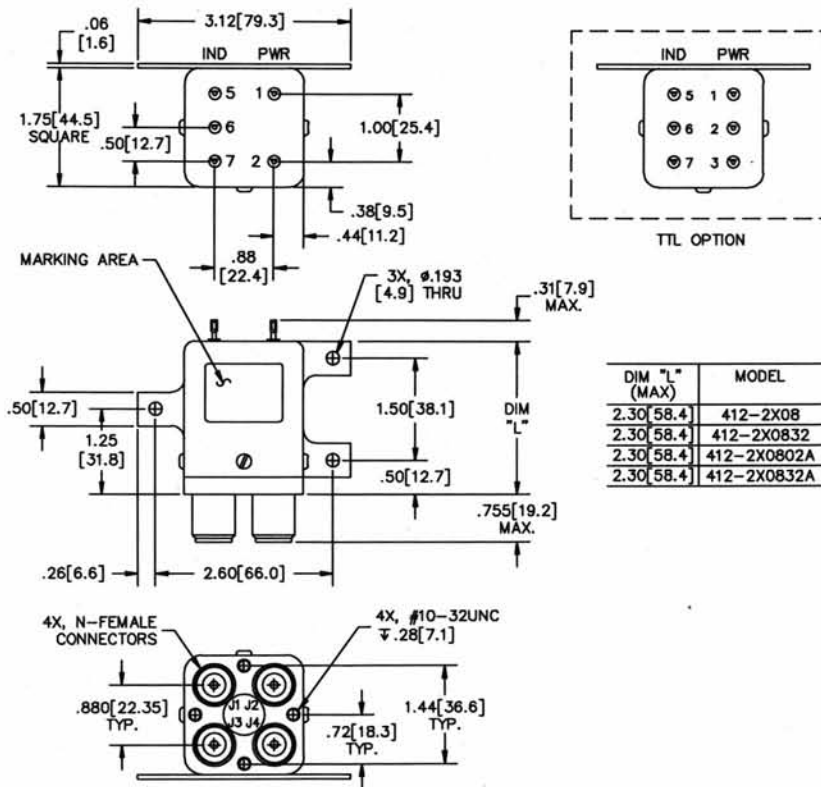 3.12[79.3]
.06
[1.6]
IND PWR
5 1
6
7 2
1.75[44.5]
SQUARE
.50[12.7]
1.00[25.4]
.38[9.5]
.44[11.2]
.88
[22.4]
IND PWR
5 1
6 2
7 3
TTL OPTION
MARKING AREA
3X, ø.193
[4.9] THRU
.31[7.9]
MAX.
.50[12.7]
1.25
[31.8]
1.50[38.1]
DIM
"L"
.50[12.7]
.755[19.2]
MAX.
.26[6.6]
2.60[66.0]
DIM "L" (MAX) MODEL
2.30[58.4] 412-2X08
2.30[58.4] 412-2X0832
2.30[58.4] 412-2X0802A
2.30[58.4] 412-2X0832A
4X, N-FEMALE
CONNECTORS
4X, #10-32UNC
↧.28[7.1]
J1 J2
J3 J4
.880[22.35]
TYP.
1.44[36.6]
TYP.
.72[18.3]
TYP.